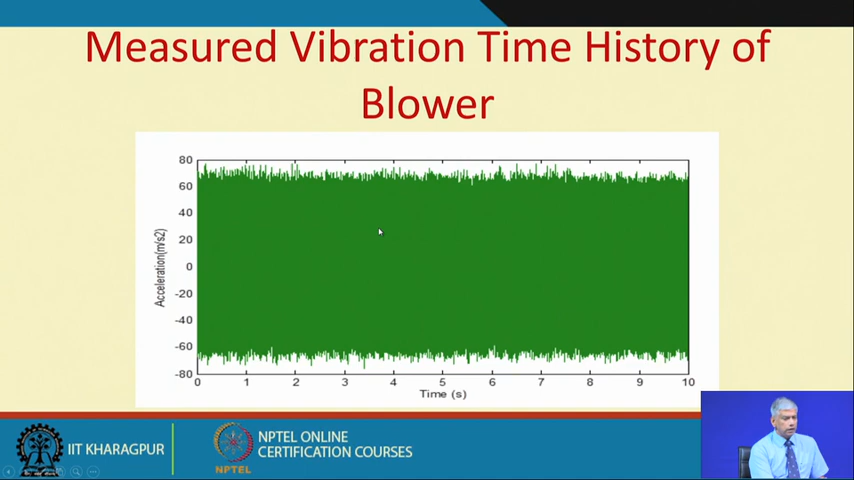 Measured Vibration Time History of
Blower
80
60
40
20
0
-20
-40
-60
-80
Acceleration(m/s2)
0 1 2 3 4 5 6 7 8 9 10
Time (s)
IIT KHARAGPUR
NPTEL
NPTEL ONLINE
CERTIFICATION COURSES